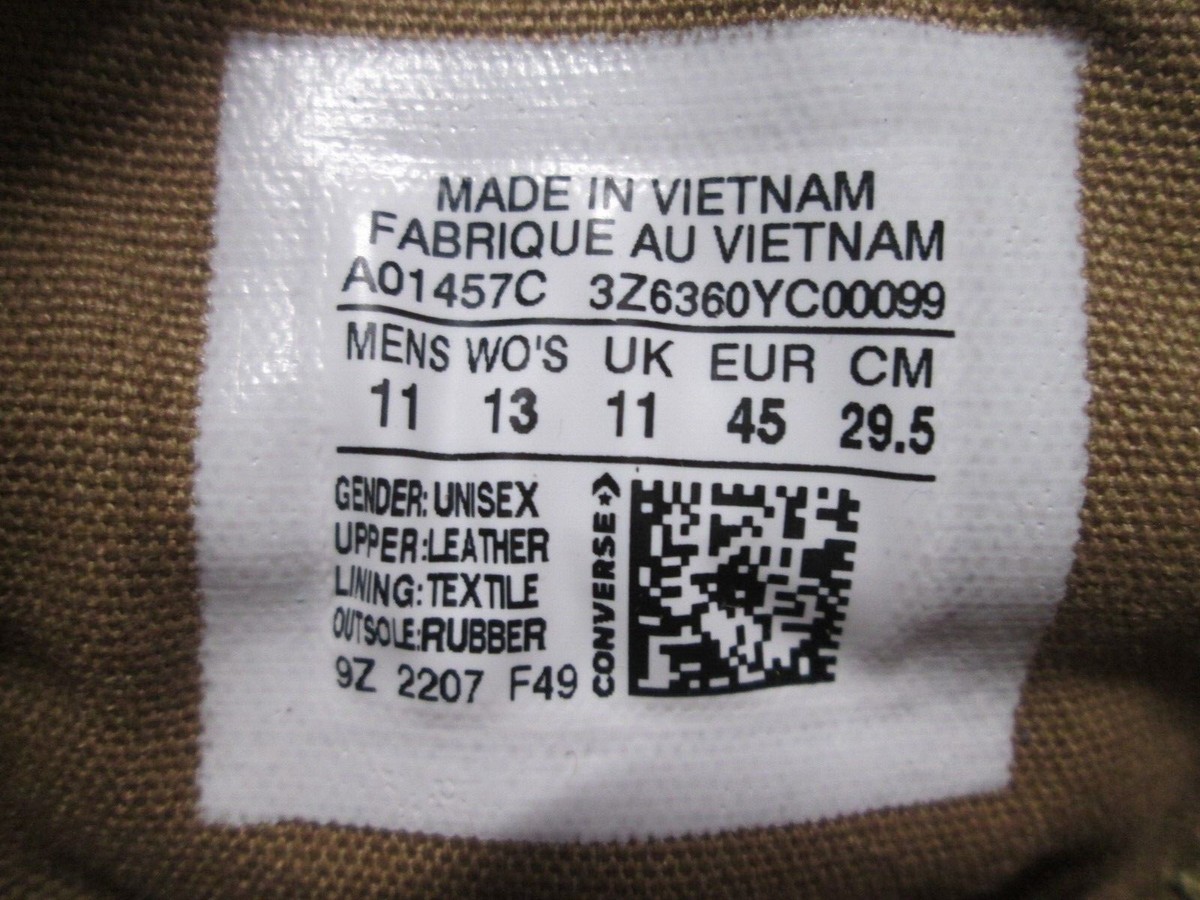 MADE IN VIETNAM
FABRIQUE AU VIETNAM
A01457C 3Z6360YC00099
MENS WO'S UK EUR CM
11 13 11 45 29.5
GENDER: UNISEX
UPPER:LEATHER
LINING:TEXTILE
OUTSOLE:RUBBER
9Z 2207 F49
CONVERSE